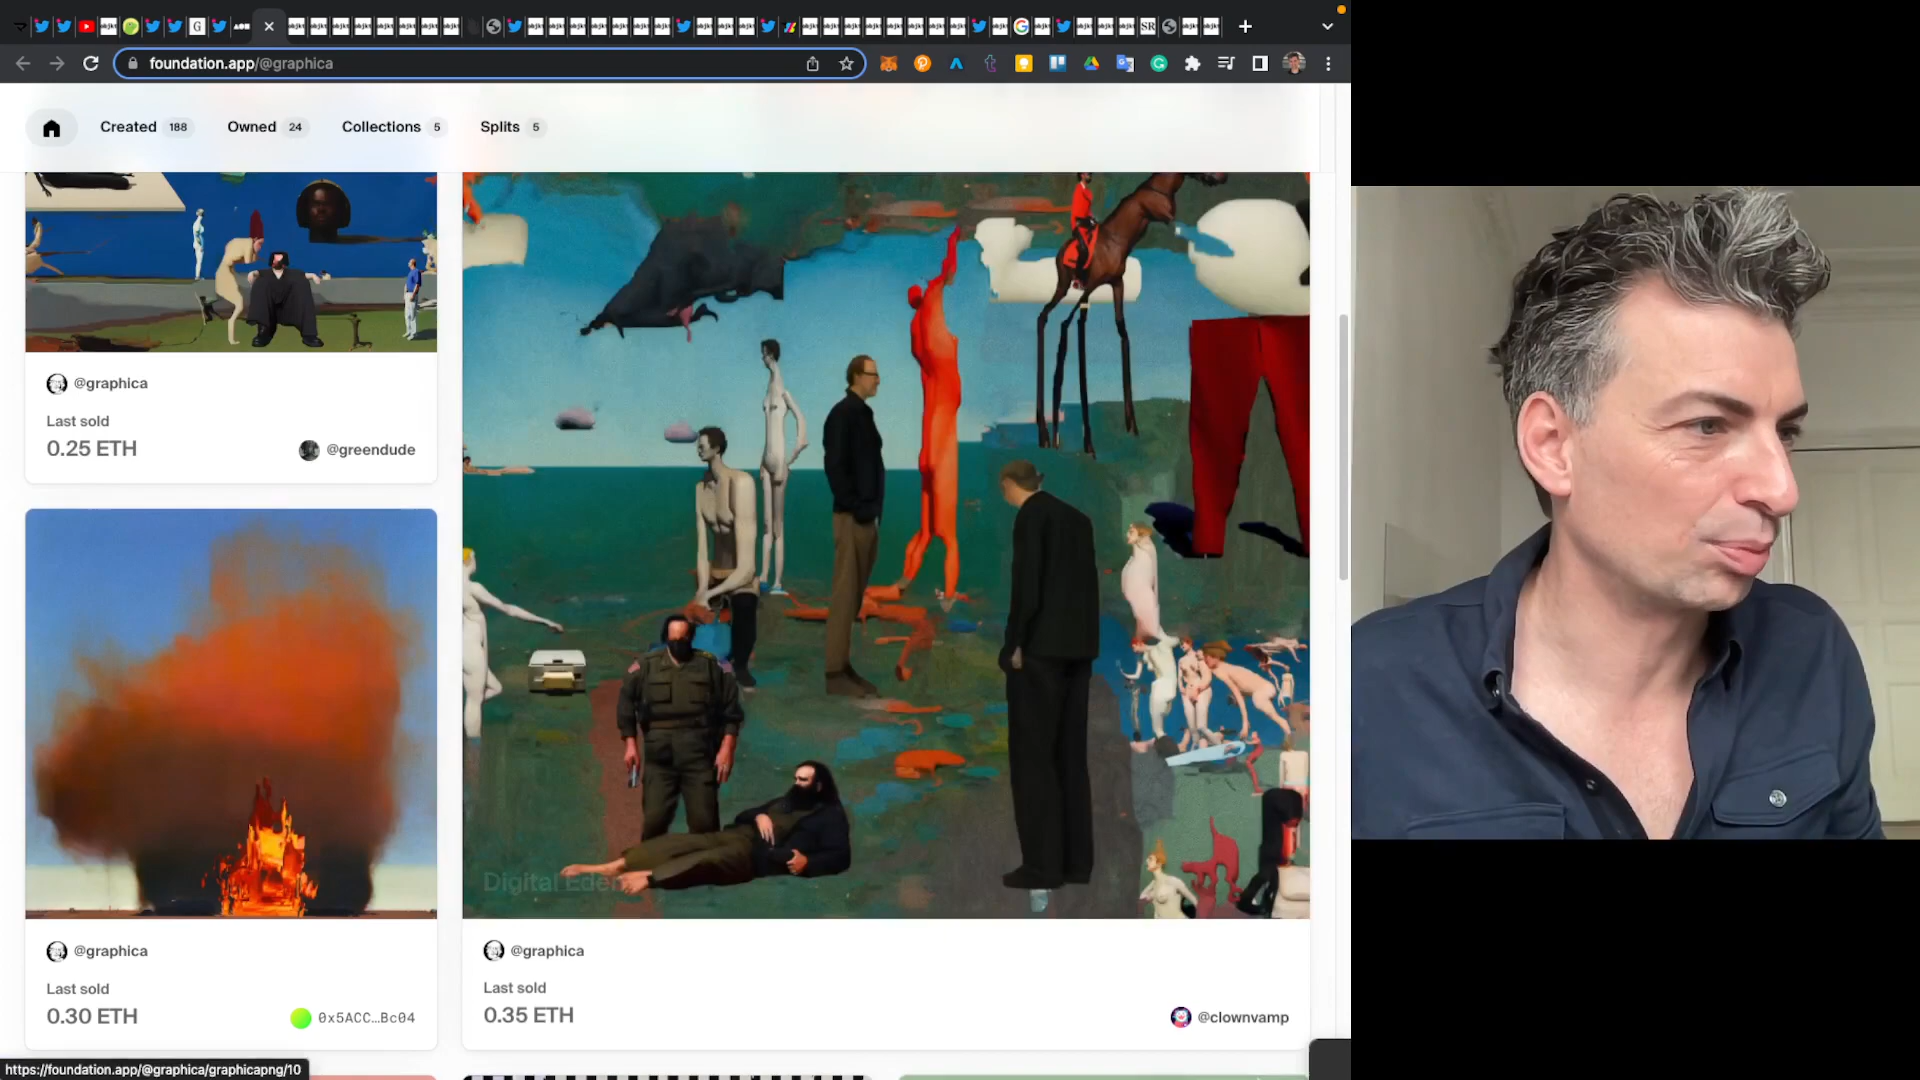 foundation.app/@graphica
Created 188 Owned 24 Collections 5 Splits 5
@graphica
Last sold
0.25 ETH
@greendude
@graphica
Last sold
0.30 ETH
0x5ACC...Bc04
Digital Eden
@graphica
Last sold
0.35 ETH
@clownvamp
https://foundation.app/@graphica/graphicapng/10